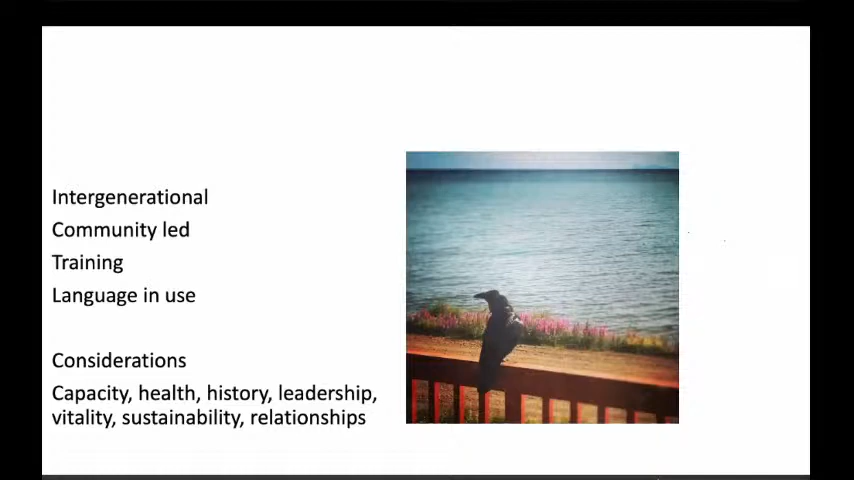 Intergenerational
Community led
Training
Language in use
Considerations
Capacity, health, history, leadership,
vitality, sustainability, relationships